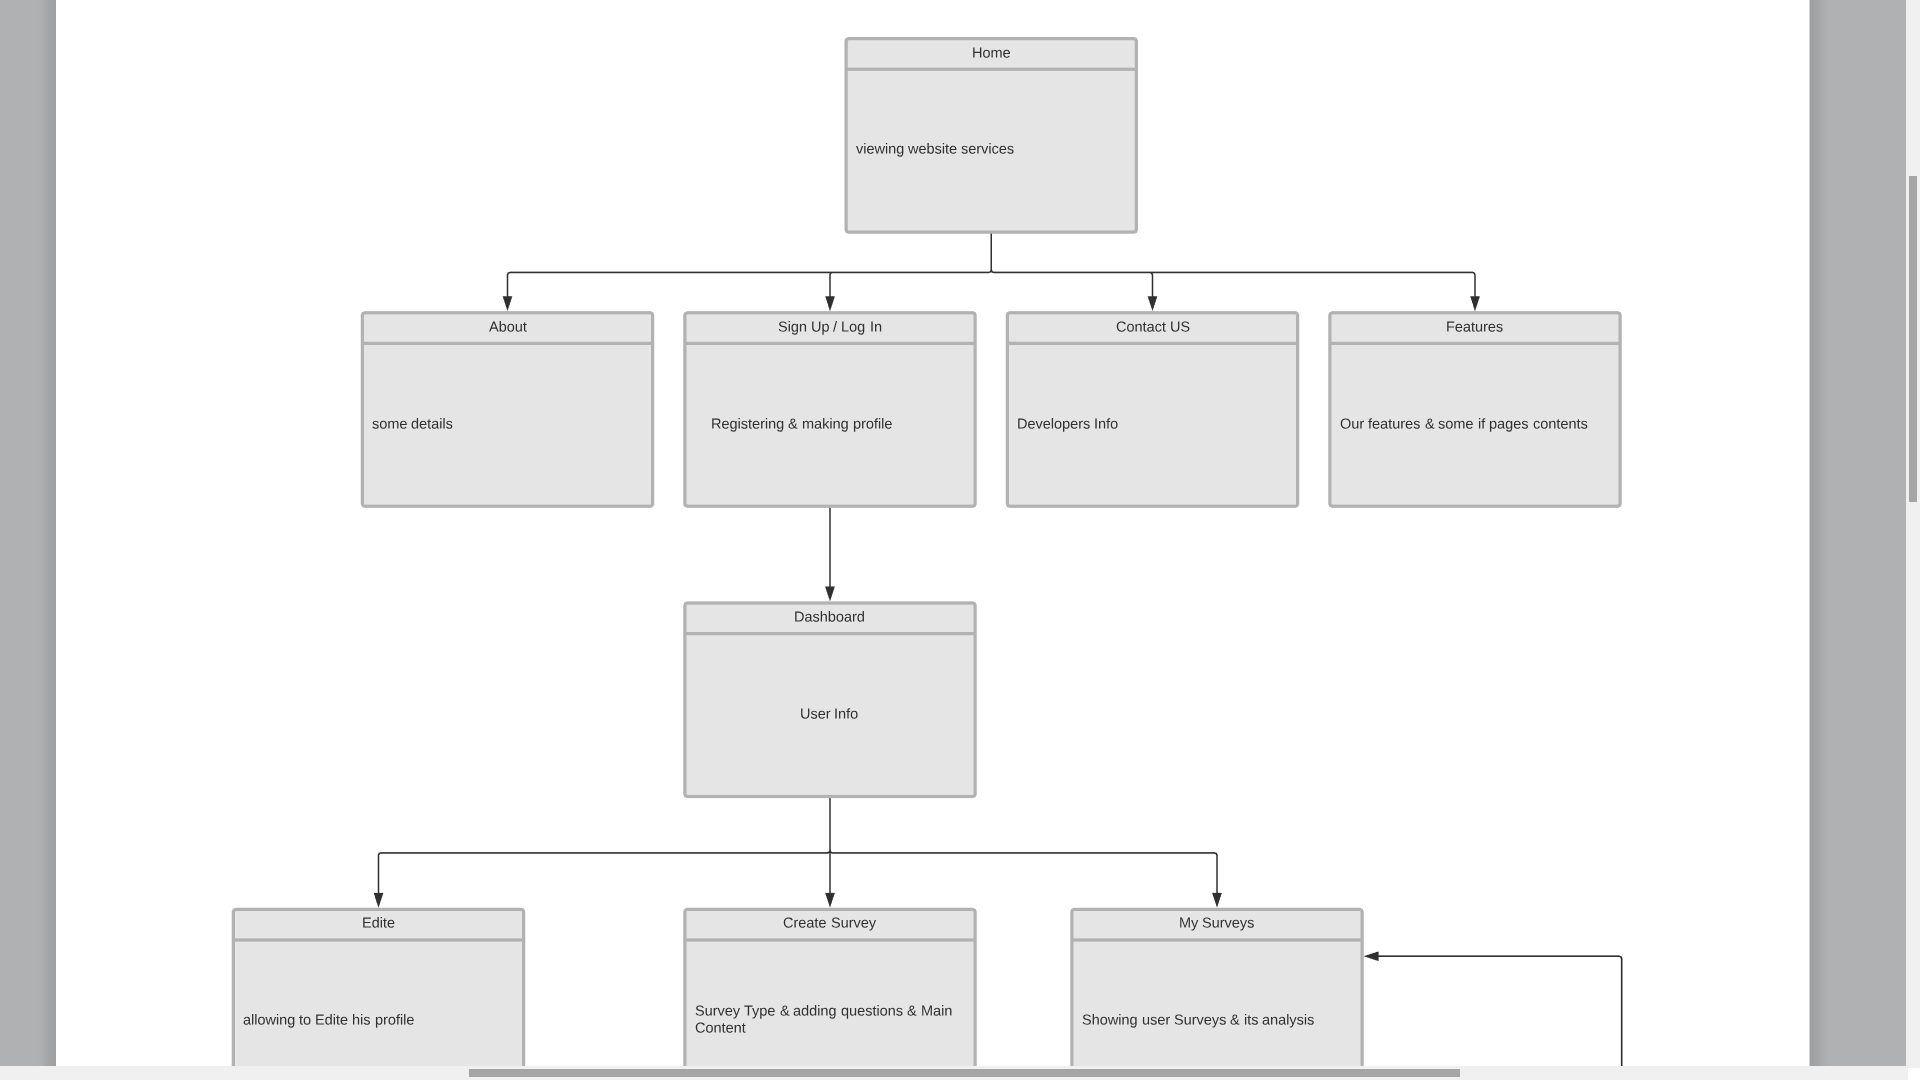 Home
viewing website services
About
Sign Up / Log In
Contact US
Features
some details
Registering & making profile
Developers Info
Our features & some if pages contents
Dashboard
User Info
Edite
Create Survey
My Surveys
allowing to Edite his profile
Survey Type & adding questions & Main
Content
Showing user Surveys & its analysis